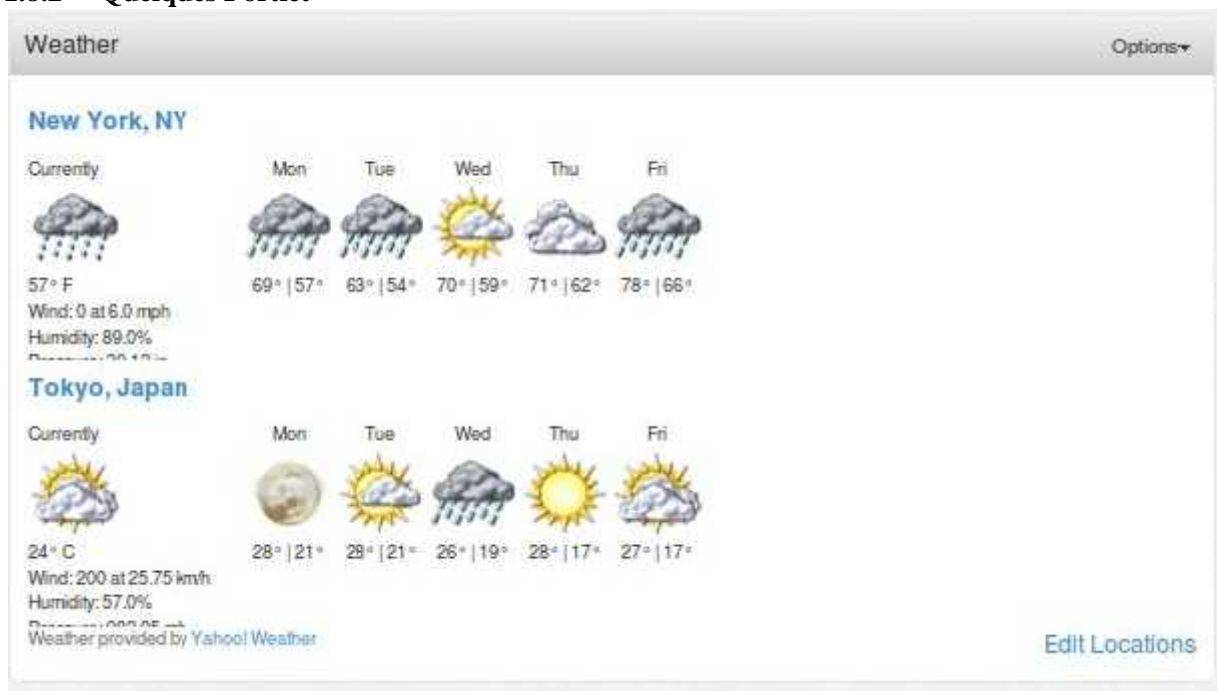 Weather Options
New York, NY
Currently Mon Tue Wed Thu Fri
57° F 69° | 57° 63° | 54° 70° | 59° 71° | 62° 78° | 66°
Wind: 0 at 6.0 mph
Humidity: 89.0%
Tokyo, Japan
Currently Mon Tue Wed Thu Fri
24° C 28° | 21° 28° | 21° 26° | 19° 28° | 17° 27° | 17°
Wind: 200 at 25.75 km/h
Humidity: 57.0%
Weather provided by Yahoo! Weather
Edit Locations